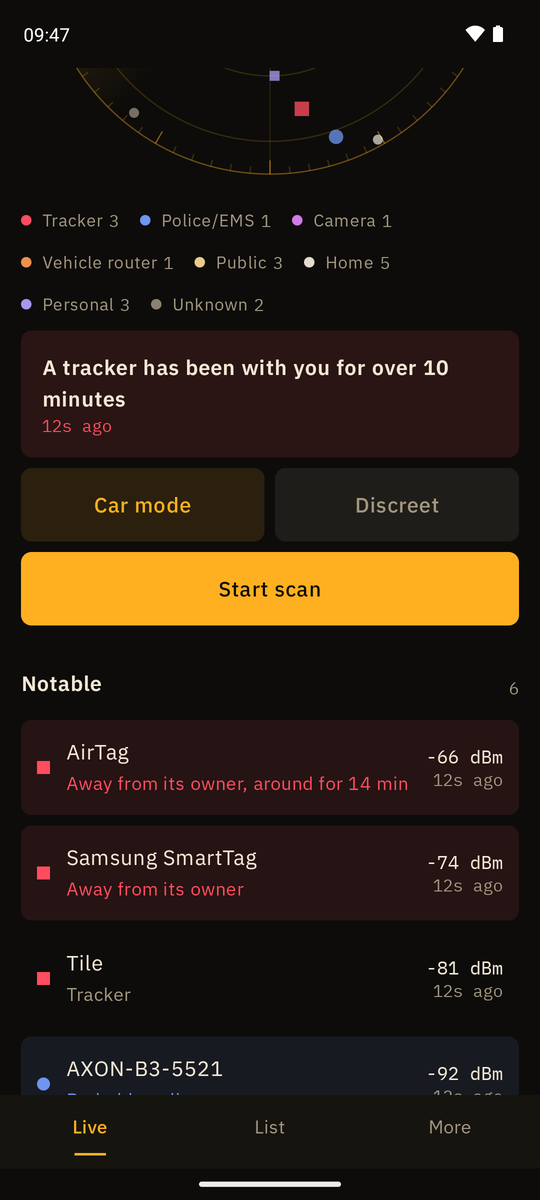 09:47
Tracker 3
Police/EMS 1
Camera 1
Vehicle router 1
Public 3
Home 5
Personal 3
Unknown 2
A tracker has been with you for over 10
minutes
12s ago
Car mode
Discreet
Start scan
Notable
6
AirTag
-66 dBm
Away from its owner, around for 14 min
12s ago
Samsung SmartTag
-74 dBm
Away from its owner
12s ago
Tile
-81 dBm
Tracker
12s ago
AXON-B3-5521
-92 dBm
Live
List
More